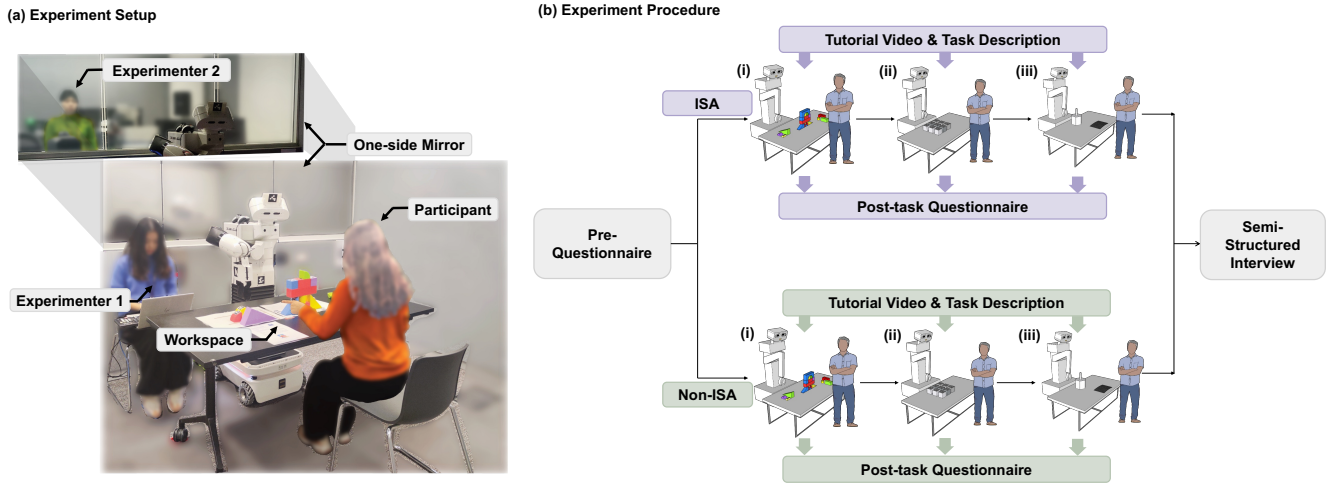 (a) Experiment Setup
Experimenter 2
One-side Mirror
Participant
Experimenter 1
Workspace
(b) Experiment Procedure
Tutorial Video & Task Description
(i)
(ii)
(iii)
ISA
Post-task Questionnaire
Pre-
Questionnaire
Semi-
Structured
Interview
Tutorial Video & Task Description
(i)
(ii)
(iii)
Non-ISA
Post-task Questionnaire